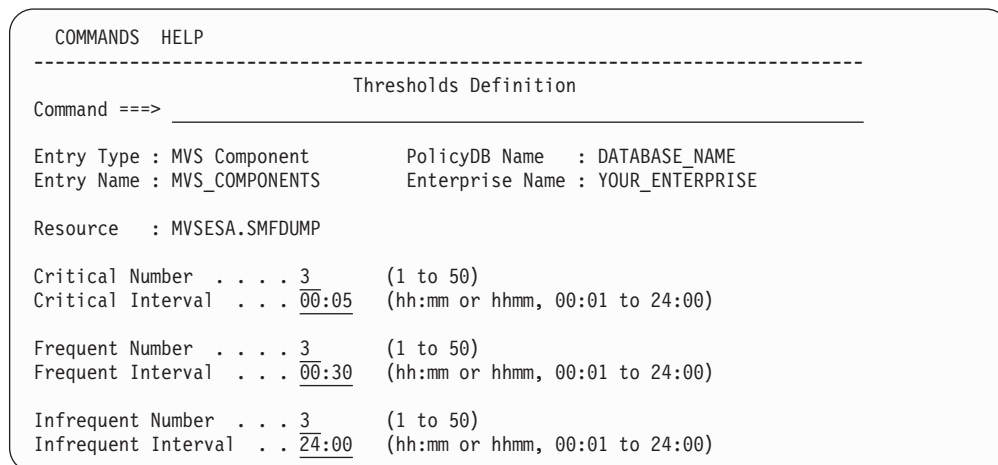 COMMANDS HELP
-------------------------------------------------------------------------------
Thresholds Definition
Command ===>
Entry Type : MVS Component PolicyDB Name : DATABASE_NAME
Entry Name : MVS_COMPONENTS Enterprise Name : YOUR_ENTERPRISE
Resource : MVSESA.SMFDUMP
Critical Number . . . . 3 (1 to 50)
Critical Interval . . . 00:05 (hh:mm or hhmm, 00:01 to 24:00)
Frequent Number . . . . 3 (1 to 50)
Frequent Interval . . . 00:30 (hh:mm or hhmm, 00:01 to 24:00)
Infrequent Number . . . 3 (1 to 50)
Infrequent Interval . . 24:00 (hh:mm or hhmm, 00:01 to 24:00)